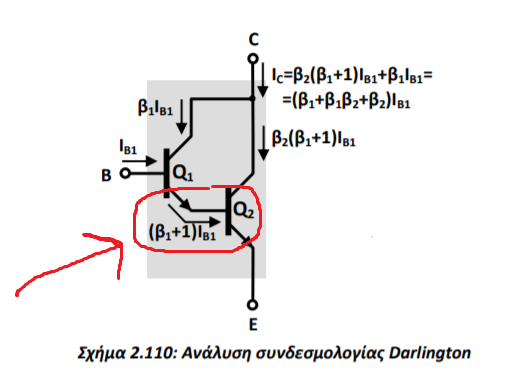 C
I_C=β₂(β₁+1)I_B1+β₁I_B1=
=(β₁+β₁β₂+β₂)I_B1
β₁I_B1
β₂(β₁+1)I_B1
I_B1
B
Q₁
Q₂
(β₁+1)I_B1
E
Σχήμα 2.110: Ανάλυση συνδεσμολογίας Darlington